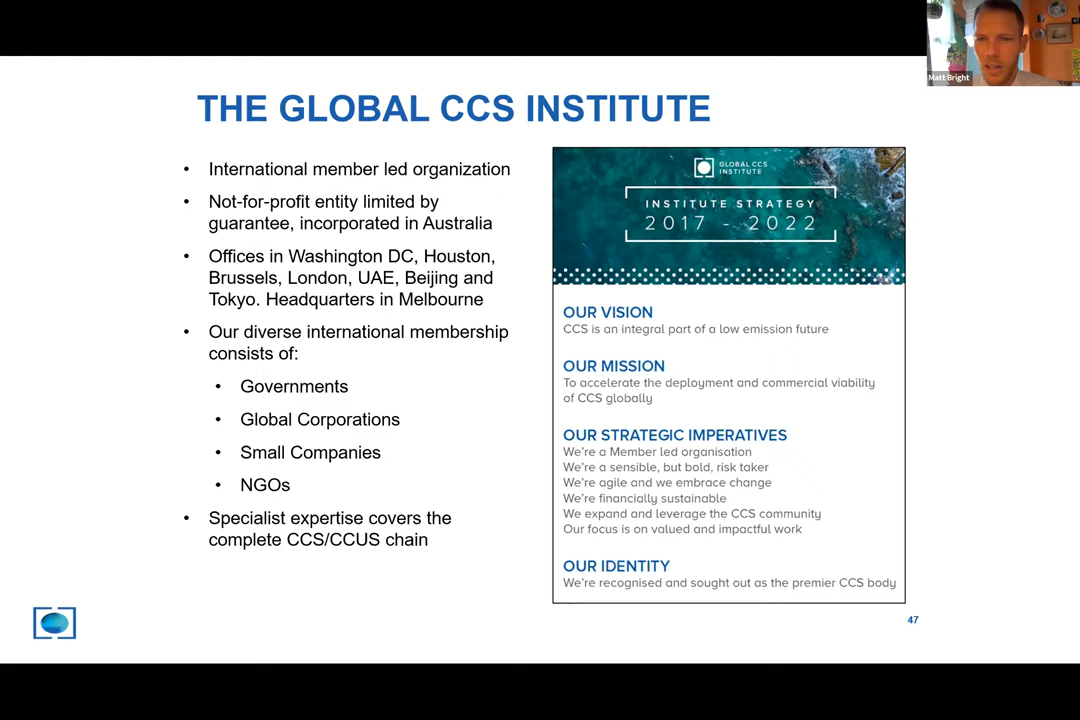 Matt Bright
THE GLOBAL CCS INSTITUTE
• International member led organization
• Not-for-profit entity limited by
guarantee, incorporated in Australia
• Offices in Washington DC, Houston,
Brussels, London, UAE, Beijing and
Tokyo. Headquarters in Melbourne
• Our diverse international membership
consists of:
• Governments
• Global Corporations
• Small Companies
• NGOs
• Specialist expertise covers the
complete CCS/CCUS chain
GLOBAL CCS
INSTITUTE
INSTITUTE STRATEGY
2017 - 2022
OUR VISION
CCS is an integral part of a low emission future
OUR MISSION
To accelerate the deployment and commercial viability
of CCS globally
OUR STRATEGIC IMPERATIVES
We're a Member led organisation
We're a sensible, but bold, risk taker
We're agile and we embrace change
We're financially sustainable
We expand and leverage the CCS community
Our focus is on valued and impactful work
OUR IDENTITY
We're recognised and sought out as the premier CCS body
47